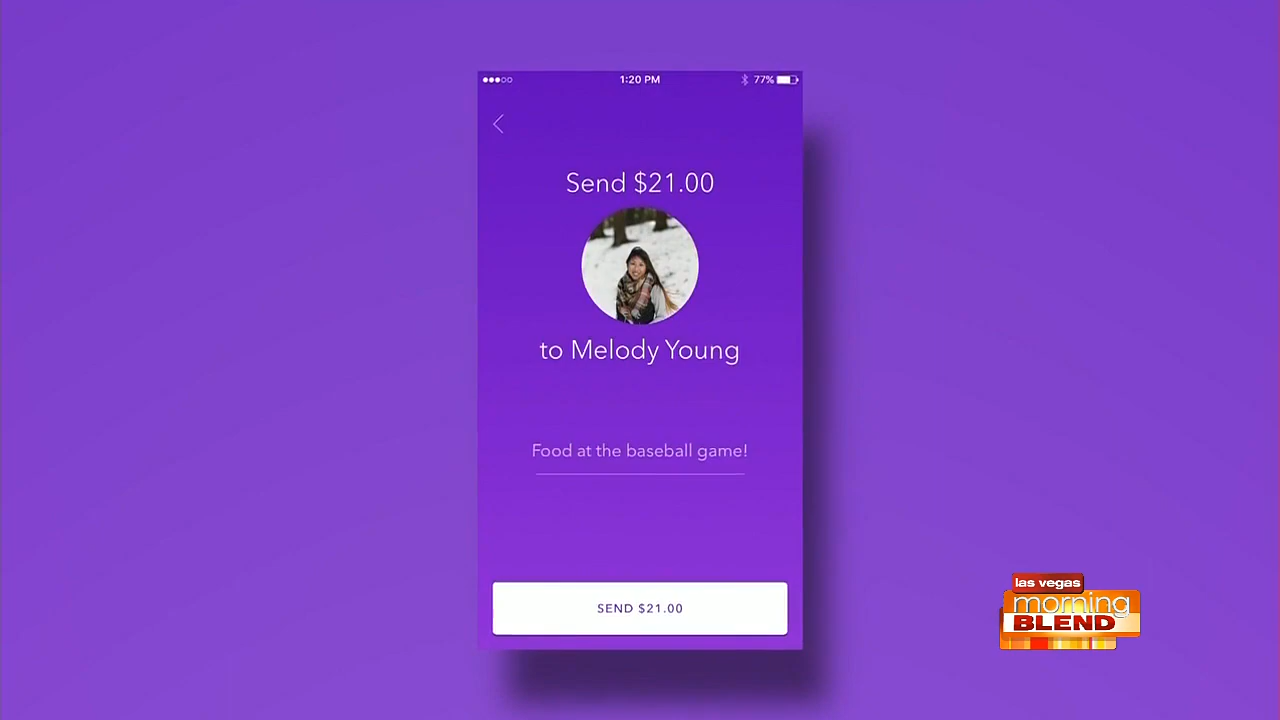 1:20 PM
77%
Send $21.00
to Melody Young
Food at the baseball game!
SEND $21.00
las vegas
morning
BLEND